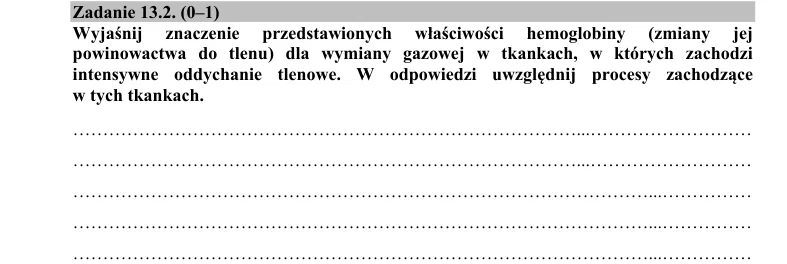 Zadanie 13.2. (0–1)
Wyjaśnij znaczenie przedstawionych właściwości hemoglobiny (zmiany jej
powinowactwa do tlenu) dla wymiany gazowej w tkankach, w których zachodzi
intensywne oddychanie tlenowe. W odpowiedzi uwzględnij procesy zachodzące
w tych tkankach.